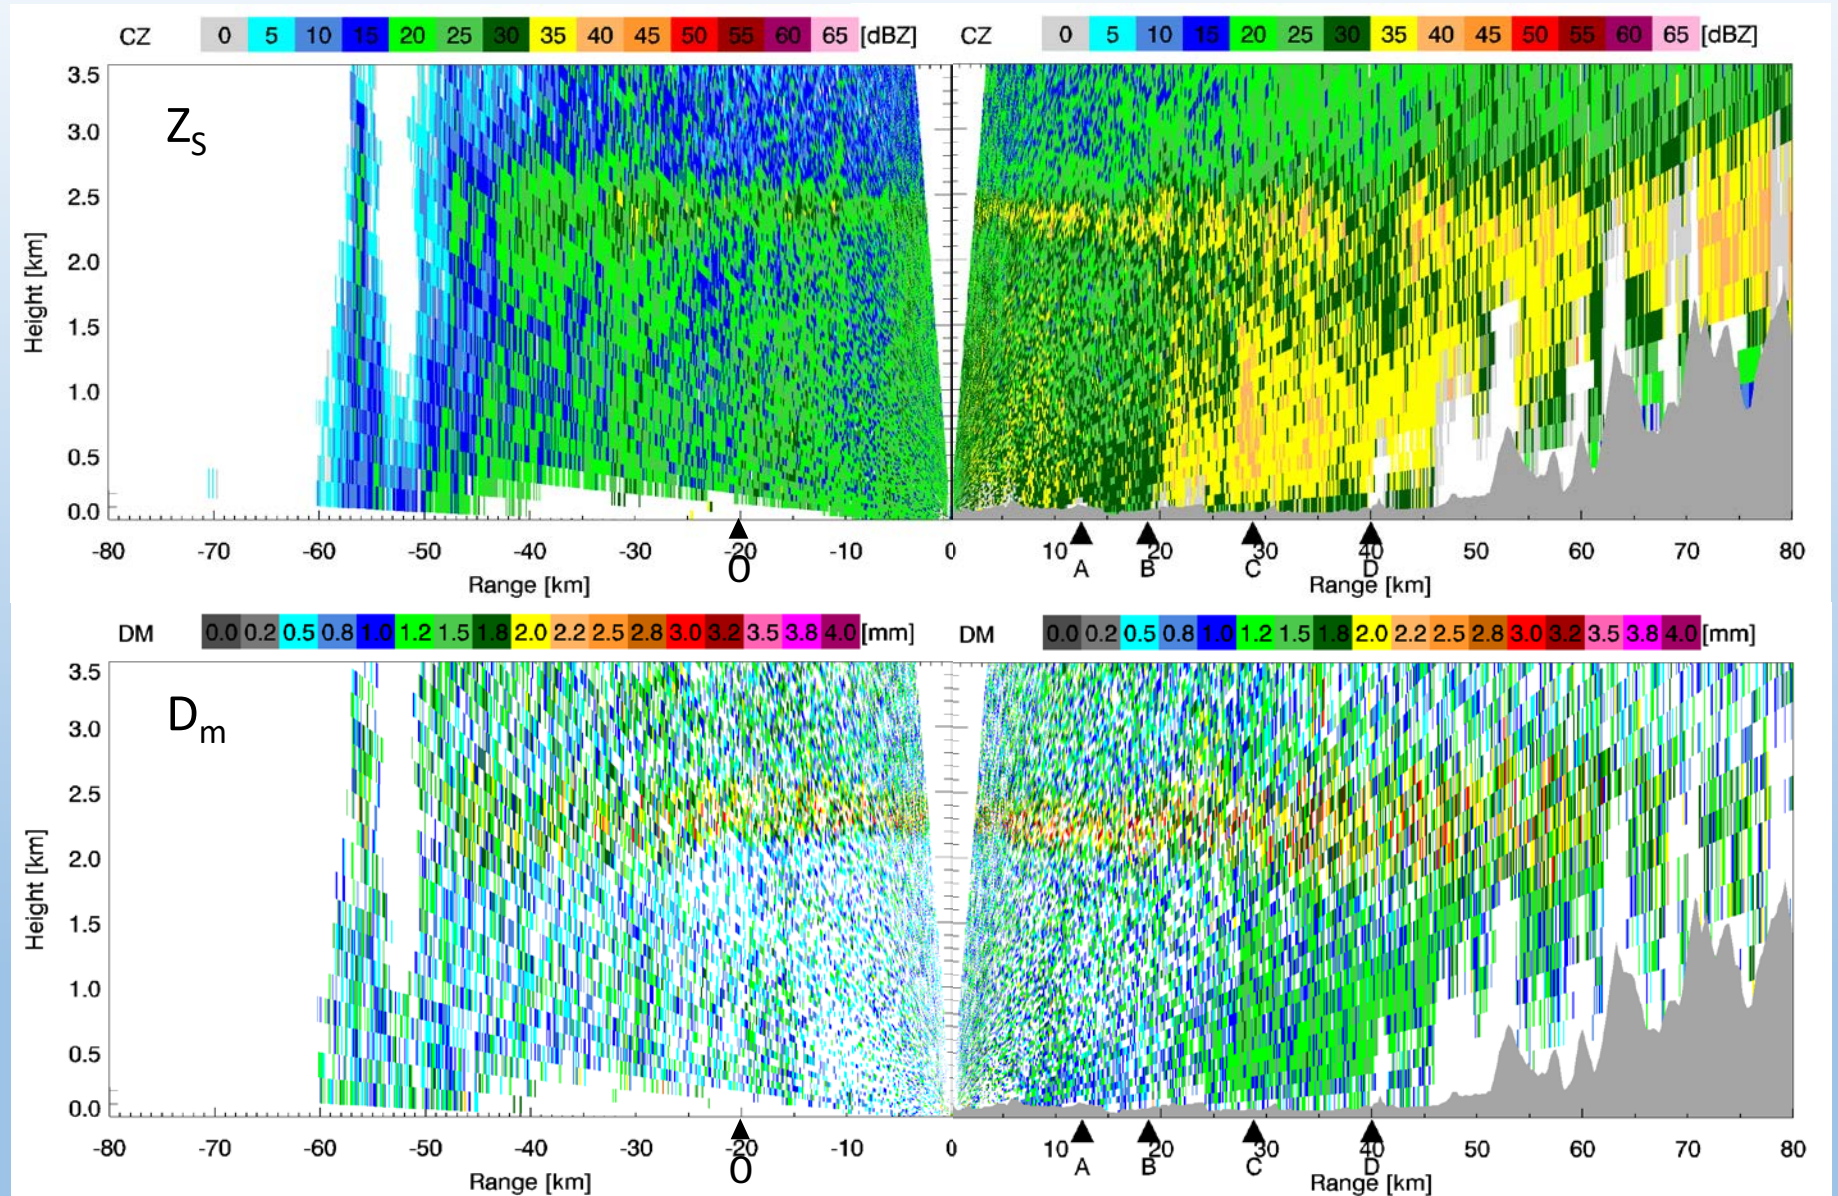 CZ 0 5 10 15 20 25 30 35 40 45 50 55 60 65 [dBZ] CZ 0 5 10 15 20 25 30 35 40 45 50 55 60 65 [dBZ]
3.5
3.0
2.5
2.0
1.5
1.0
0.5
0.0
Height [km]
Z_S
-80 -70 -60 -50 -40 -30 -20 -10 0 10 20 30 40 50 60 70 80
O A B C D
Range [km] Range [km]
DM 0.0 0.2 0.5 0.8 1.0 1.2 1.5 1.8 2.0 2.2 2.5 2.8 3.0 3.2 3.5 3.8 4.0 [mm] DM 0.0 0.2 0.5 0.8 1.0 1.2 1.5 1.8 2.0 2.2 2.5 2.8 3.0 3.2 3.5 3.8 4.0 [mm]
3.5
3.0
2.5
2.0
1.5
1.0
0.5
0.0
Height [km]
D_m
-80 -70 -60 -50 -40 -30 -20 -10 0 10 20 30 40 50 60 70 80
O A B C D
Range [km] Range [km]